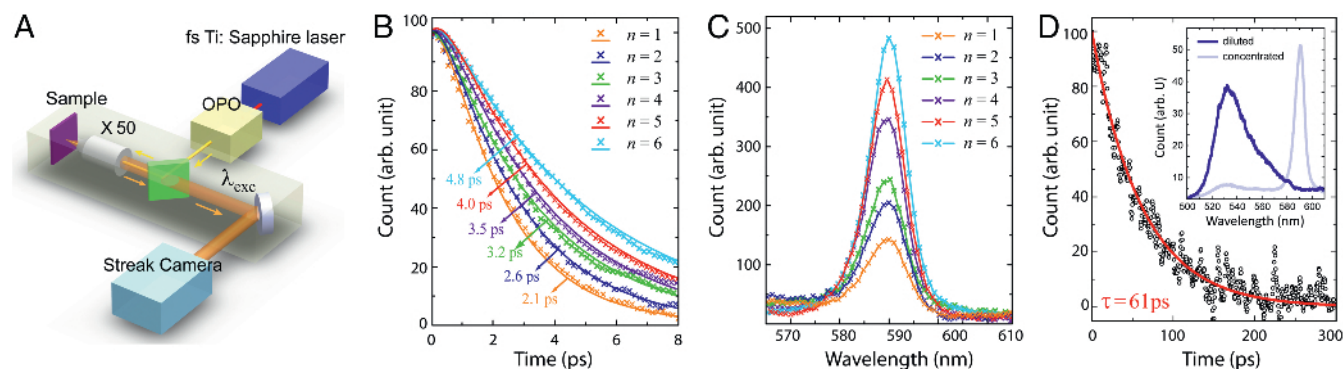 A
fs Ti: Sapphire laser
OPO
Sample
X 50
λexc
Streak Camera
B
Count (arb. unit)
100
80
60
40
20
0
n = 1
n = 2
n = 3
n = 4
n = 5
n = 6
4.8 ps
4.0 ps
3.5 ps
3.2 ps
2.6 ps
2.1 ps
0 2 4 6 8
Time (ps)
C
Count (arb. unit)
500
400
300
200
100
n = 1
n = 2
n = 3
n = 4
n = 5
n = 6
570 580 590 600 610
Wavelength (nm)
D
Count (arb. unit)
100
80
60
40
20
0
τ=61ps
0 100 200 300
Time (ps)
diluted
concentrated
Count (arb. U)
50
40
30
20
10
500 520 540 560 580 600
Wavelength (nm)